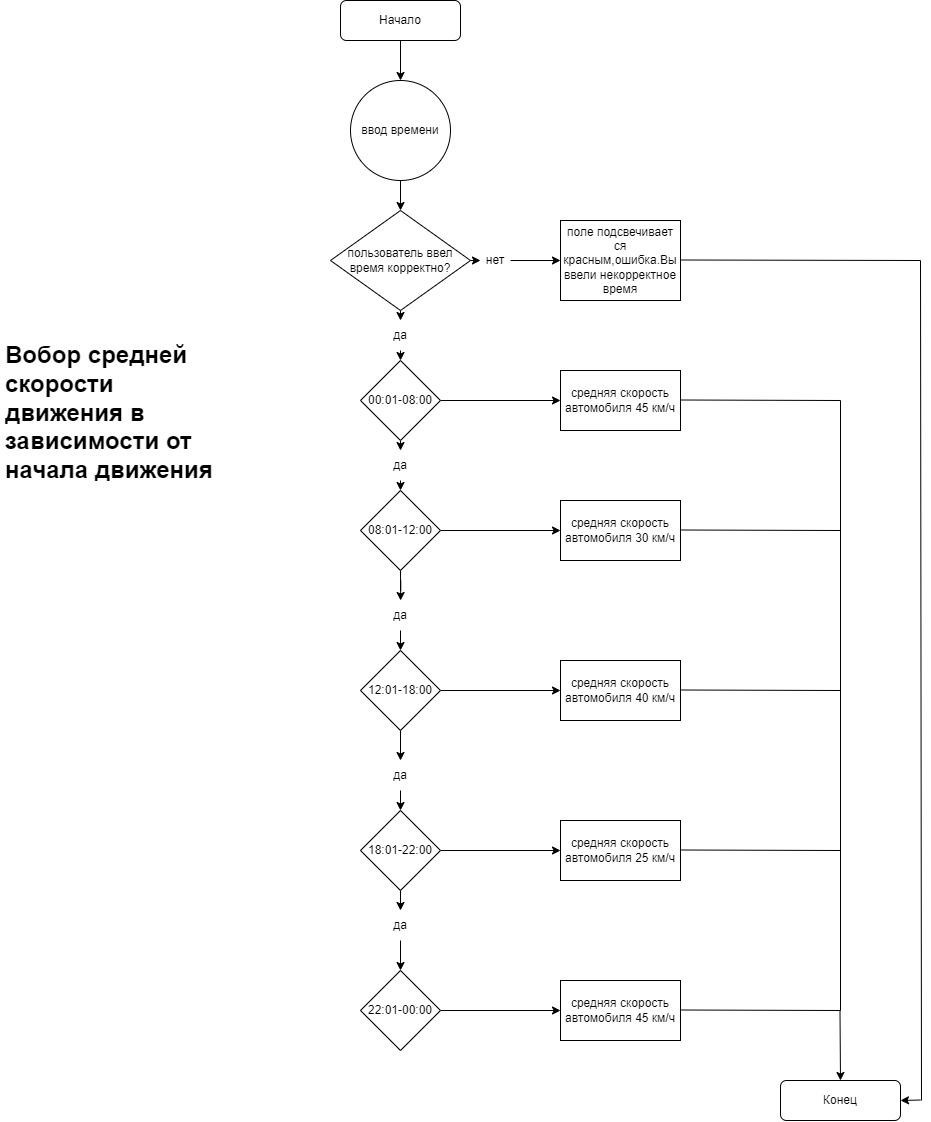 Начало
ввод времени
пользователь ввел
время корректно?
нет
поле подсвечивает
ся
красным,ошибка.Вы
ввели некорректное
время
да
Вобор средней
скорости
движения в
зависимости от
начала движения
00:01-08:00
средняя скорость
автомобиля 45 км/ч
да
08:01-12:00
средняя скорость
автомобиля 30 км/ч
да
12:01-18:00
средняя скорость
автомобиля 40 км/ч
да
18:01-22:00
средняя скорость
автомобиля 25 км/ч
да
22:01-00:00
средняя скорость
автомобиля 45 км/ч
Конец